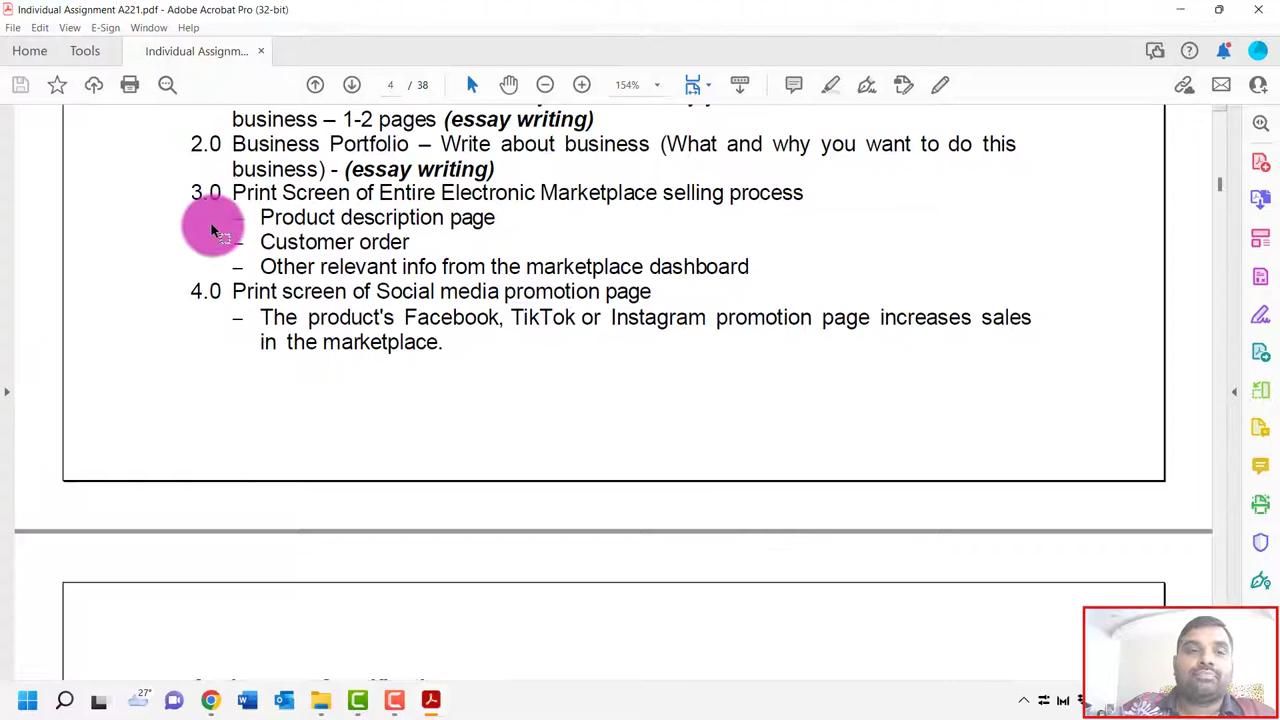 Individual Assignment A221.pdf - Adobe Acrobat Pro (32-bit)
File Edit View E-Sign Window Help
Home Tools Individual Assignm... ×
4 / 38 154%
business – 1-2 pages (essay writing)
2.0 Business Portfolio – Write about business (What and why you want to do this
business) - (essay writing)
3.0 Print Screen of Entire Electronic Marketplace selling process
– Product description page
– Customer order
– Other relevant info from the marketplace dashboard
4.0 Print screen of Social media promotion page
– The product's Facebook, TikTok or Instagram promotion page increases sales
in the marketplace.
27°